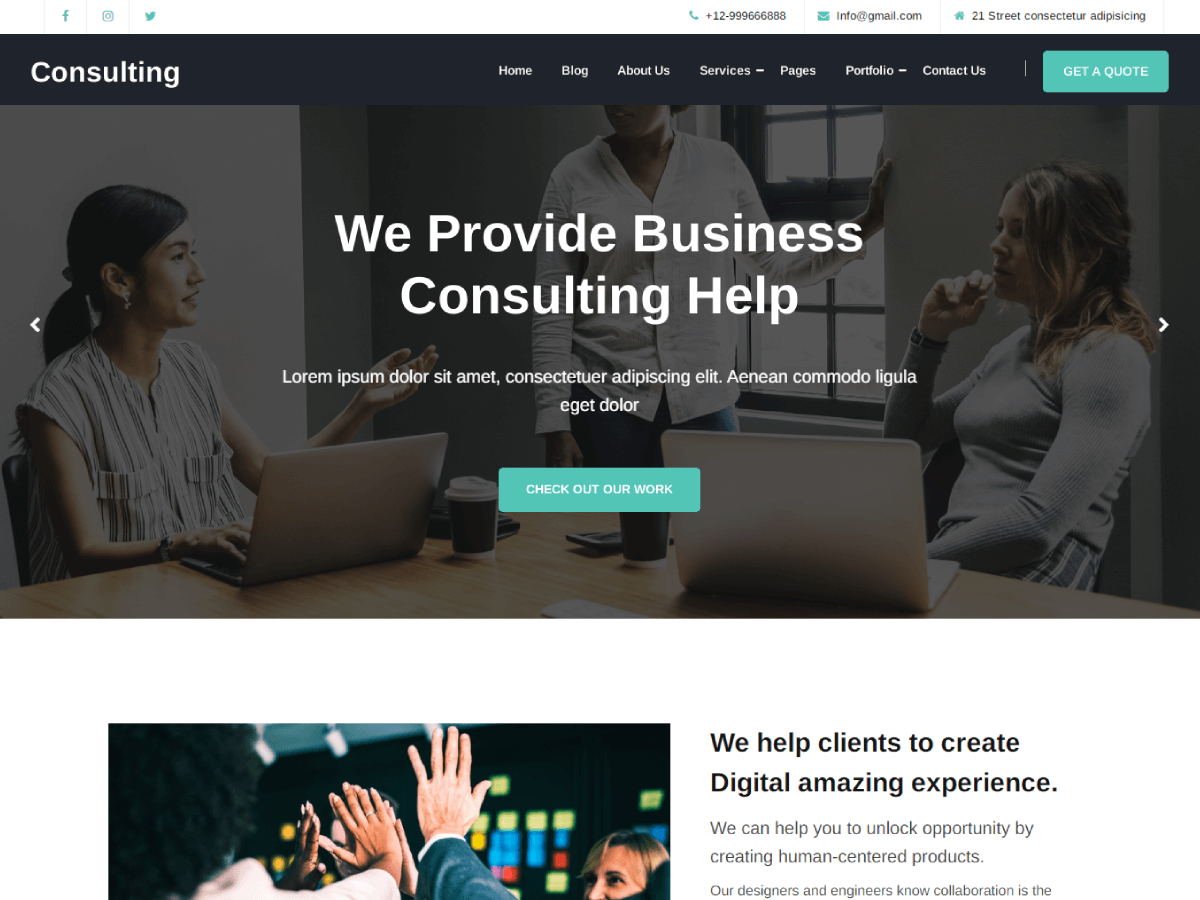 +12-999666888
Info@gmail.com
21 Street consectetur adipisicing
Consulting
Home
Blog
About Us
Services
Pages
Portfolio
Contact Us
GET A QUOTE
We Provide Business
Consulting Help
Lorem ipsum dolor sit amet, consectetuer adipiscing elit. Aenean commodo ligula
eget dolor
CHECK OUT OUR WORK
We help clients to create
Digital amazing experience.
We can help you to unlock opportunity by
creating human-centered products.
Our designers and engineers know collaboration is the